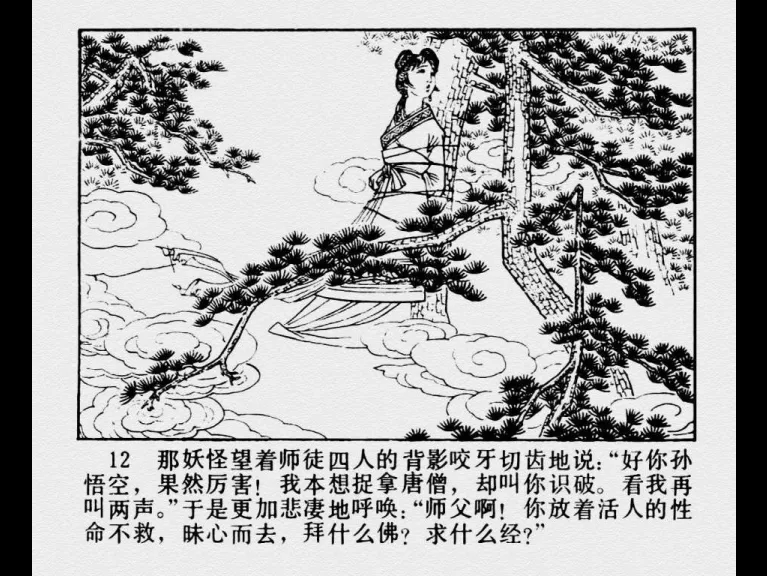 12 那妖怪望着师徒四人的背影咬牙切齿地说:“好你孙
悟空,果然厉害!我本想捉拿唐僧,却叫你识破。看我再
叫两声。”于是更加悲凄地呼唤:“师父啊!你放着活人的性
命不救,昧心而去,拜什么佛?求什么经?”